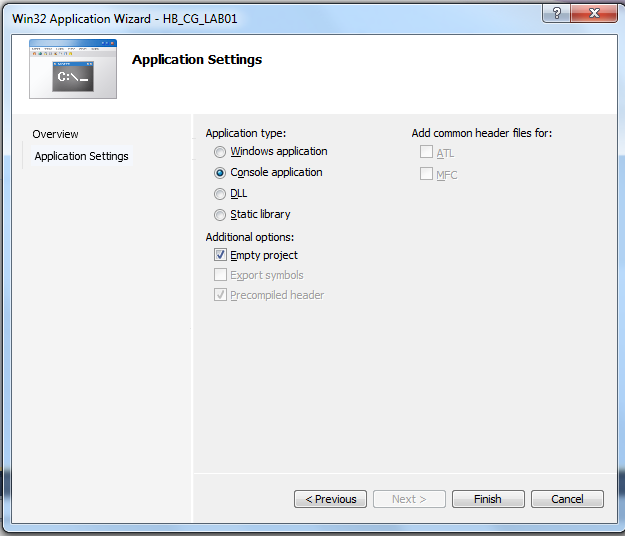 Win32 Application Wizard - HB_CG_LAB01
?
Application Settings
C:\_
Overview
Application Settings
Application type:
Windows application
Console application
DLL
Static library
Additional options:
Empty project
Export symbols
Precompiled header
Add common header files for:
ATL
MFC
< Previous
Next >
Finish
Cancel